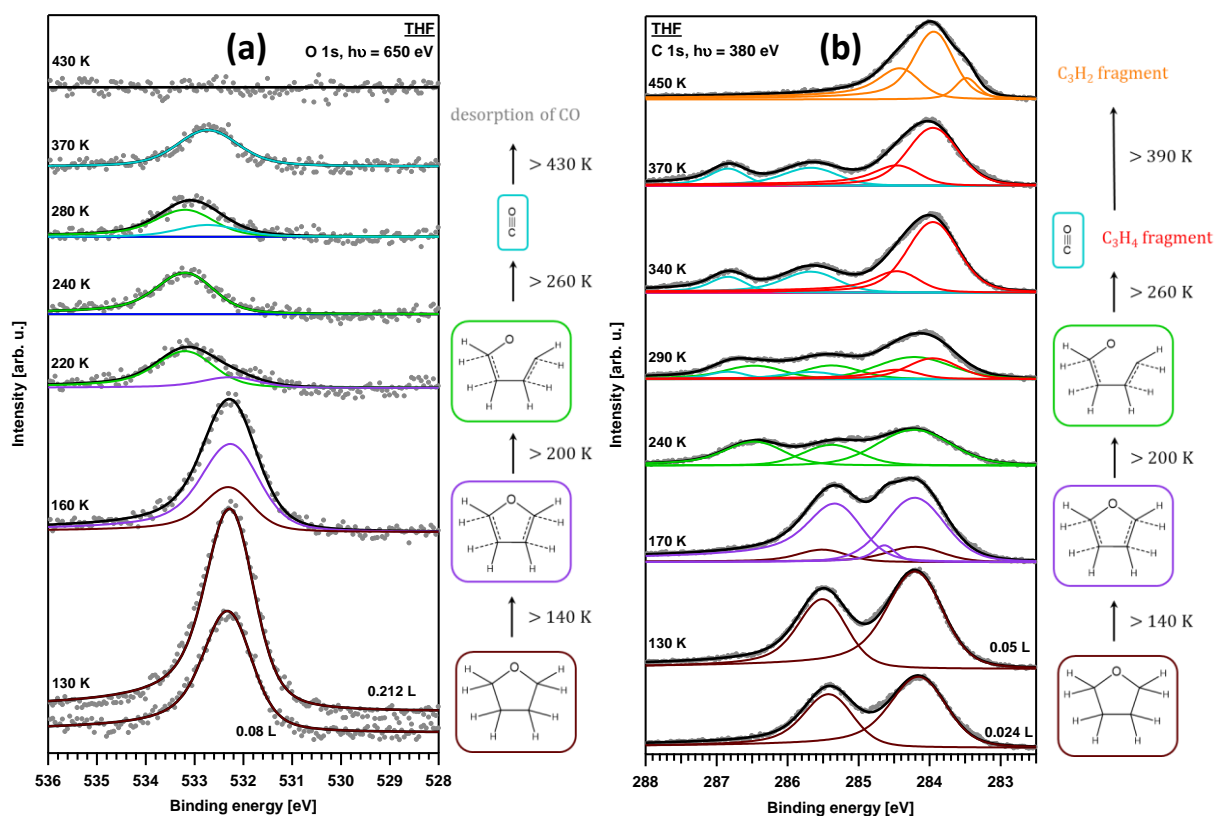 (a)
THF
O 1s, hυ = 650 eV
430 K
370 K
280 K
240 K
220 K
160 K
130 K
0.212 L
0.08 L
Intensity [arb. u.]
536 535 534 533 532 531 530 529 528
Binding energy [eV]
desorption of CO
> 430 K
O
C
> 260 K
H O H
H H
H H
> 200 K
O
H H
H H
H H
> 140 K
O
H H
H H
H H
H H
THF
(b)
C 1s, hυ = 380 eV
450 K
370 K
340 K
290 K
240 K
170 K
130 K
0.05 L
0.024 L
Intensity [arb. u.]
288 287 286 285 284 283
Binding energy [eV]
C₃H₂ fragment
> 390 K
O
C
C₃H₄ fragment
> 260 K
O
H H
H H
H H
> 200 K
O
H H
H H
H H
> 140 K
O
H H
H H
H H
H H